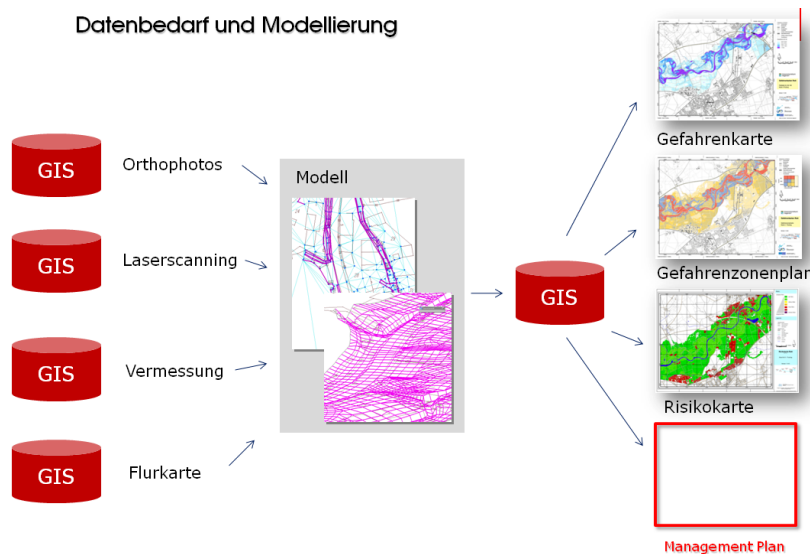 Datenbedarf und Modellierung
GIS
Orthophotos
GIS
Laserscanning
GIS
Vermessung
GIS
Flurkarte
Modell
GIS
Gefahrenkarte
Gefahrenzonenplan
Risikokarte
Management Plan